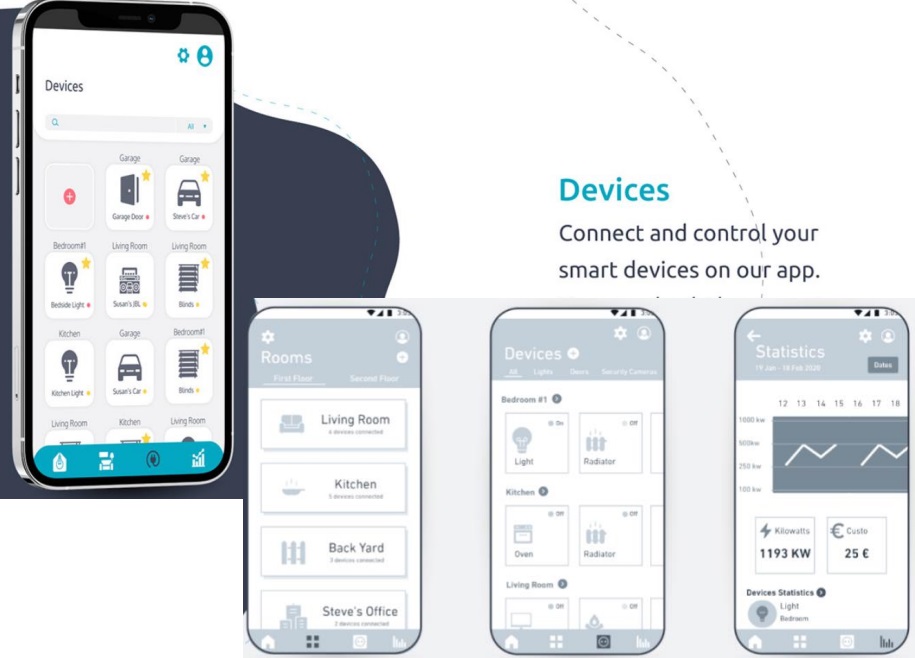 Devices
All
Garage
Garage
Garage Door
Steve's Car
Bedroom#1
Living Room
Living Room
Bedside Light
Susan's JBL
Blinds
Kitchen
Garage
Bedroom#1
Kitchen Light
Susan's Car
Blinds
Living Room
Kitchen
Living Room
Devices
Connect and control your
smart devices on our app.
Rooms
First Floor
Second Floor
Living Room
6 devices connected
Kitchen
5 devices connected
Back Yard
3 devices connected
Steve's Office
2 devices connected
Devices
All Lights Doors Security Cameras
Bedroom #1
On
Off
Light
Radiator
Kitchen
Off
Off
Oven
Radiator
Living Room
Off
Off
Statistics
19 Jan - 18 Feb 2020
Dates
12 13 14 15 16 17 18
1000 kw
500kw
250 kw
100 kw
Kilowatts
1193 KW
Custo
25 €
Devices Statistics
Light
Bedroom